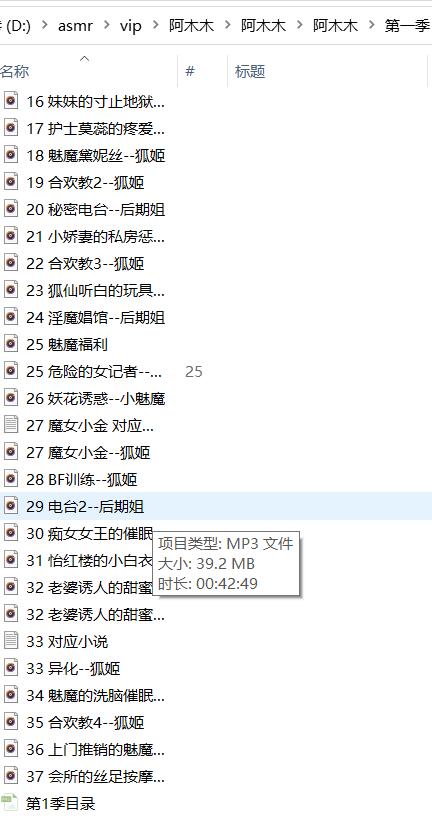 (D:) > asmr > vip > 阿木木 > 阿木木 > 阿木木 > 第一季
名称 # 标题
16 妹妹的寸止地狱...
17 护士莫蕊的疼爱...
18 魅魔黛妮丝--狐姬
19 合欢教2--狐姬
20 秘密电台--后期姐
21 小娇妻的私房惩...
22 合欢教3--狐姬
23 狐仙听白的玩具...
24 淫魔娼馆--后期姐
25 魅魔福利
25 危险的女记者--... 25
26 妖花诱惑--小魅魔
27 魔女小金 对应...
27 魔女小金--狐姬
28 BF训练--狐姬
29 电台2--后期姐
30 痴女女王的催眠
项目类型: MP3 文件
31 怡红楼的小白衣
大小: 39.2 MB
32 老婆诱人的甜蜜
时长: 00:42:49
32 老婆诱人的甜蜜...
33 对应小说
33 异化--狐姬
34 魅魔的洗脑催眠...
35 合欢教4--狐姬
36 上门推销的魅魔...
37 会所的丝足按摩...
第1季目录